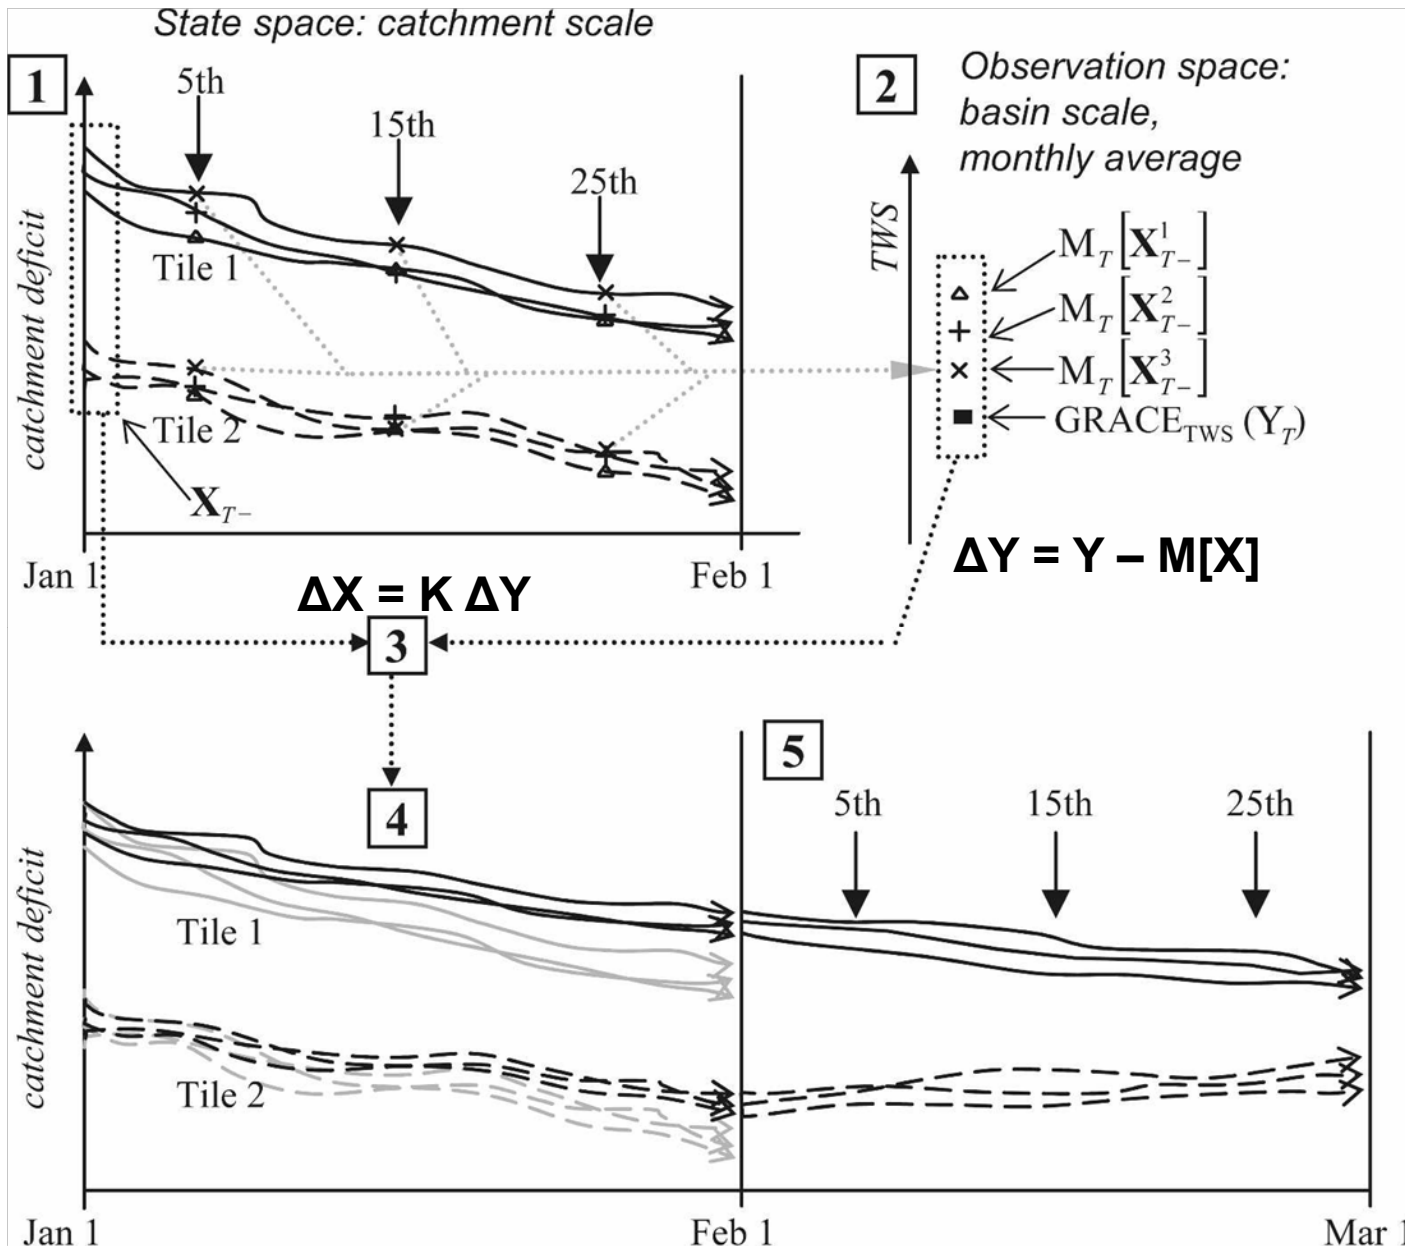 State space: catchment scale
1
5th
15th
25th
catchment deficit
Tile 1
Tile 2
X_{T-}
Jan 1
Feb 1
2
Observation space:
basin scale,
monthly average
TWS
M_T[X^1_{T-}]
M_T[X^2_{T-}]
M_T[X^3_{T-}]
GRACE_{TWS} (Y_T)
ΔY = Y – M[X]
ΔX = K ΔY
3
4
catchment deficit
Tile 1
Tile 2
5
5th
15th
25th
Jan 1
Feb 1
Mar 1